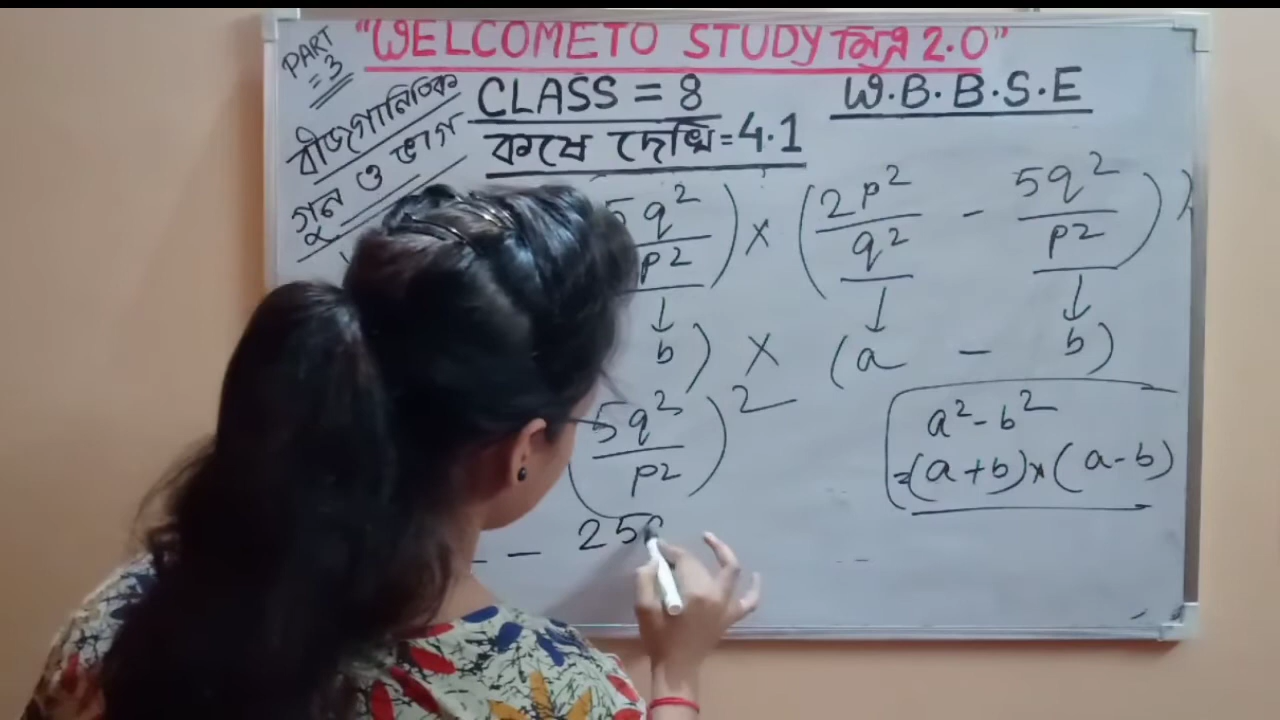 PART = 3
"WELCOMETO STUDY মিত্র 2.0"
CLASS = 8
W.B.B.S.E
কষে দেখি = 4.1
বীজগানিতিক
গুন ও ভাগ
5q² / p²) × (2p² / q² - 5q² / p²)
b) × (a - b)
5q² / p²)²
a² - b²
= (a + b) × (a - b)
- 25